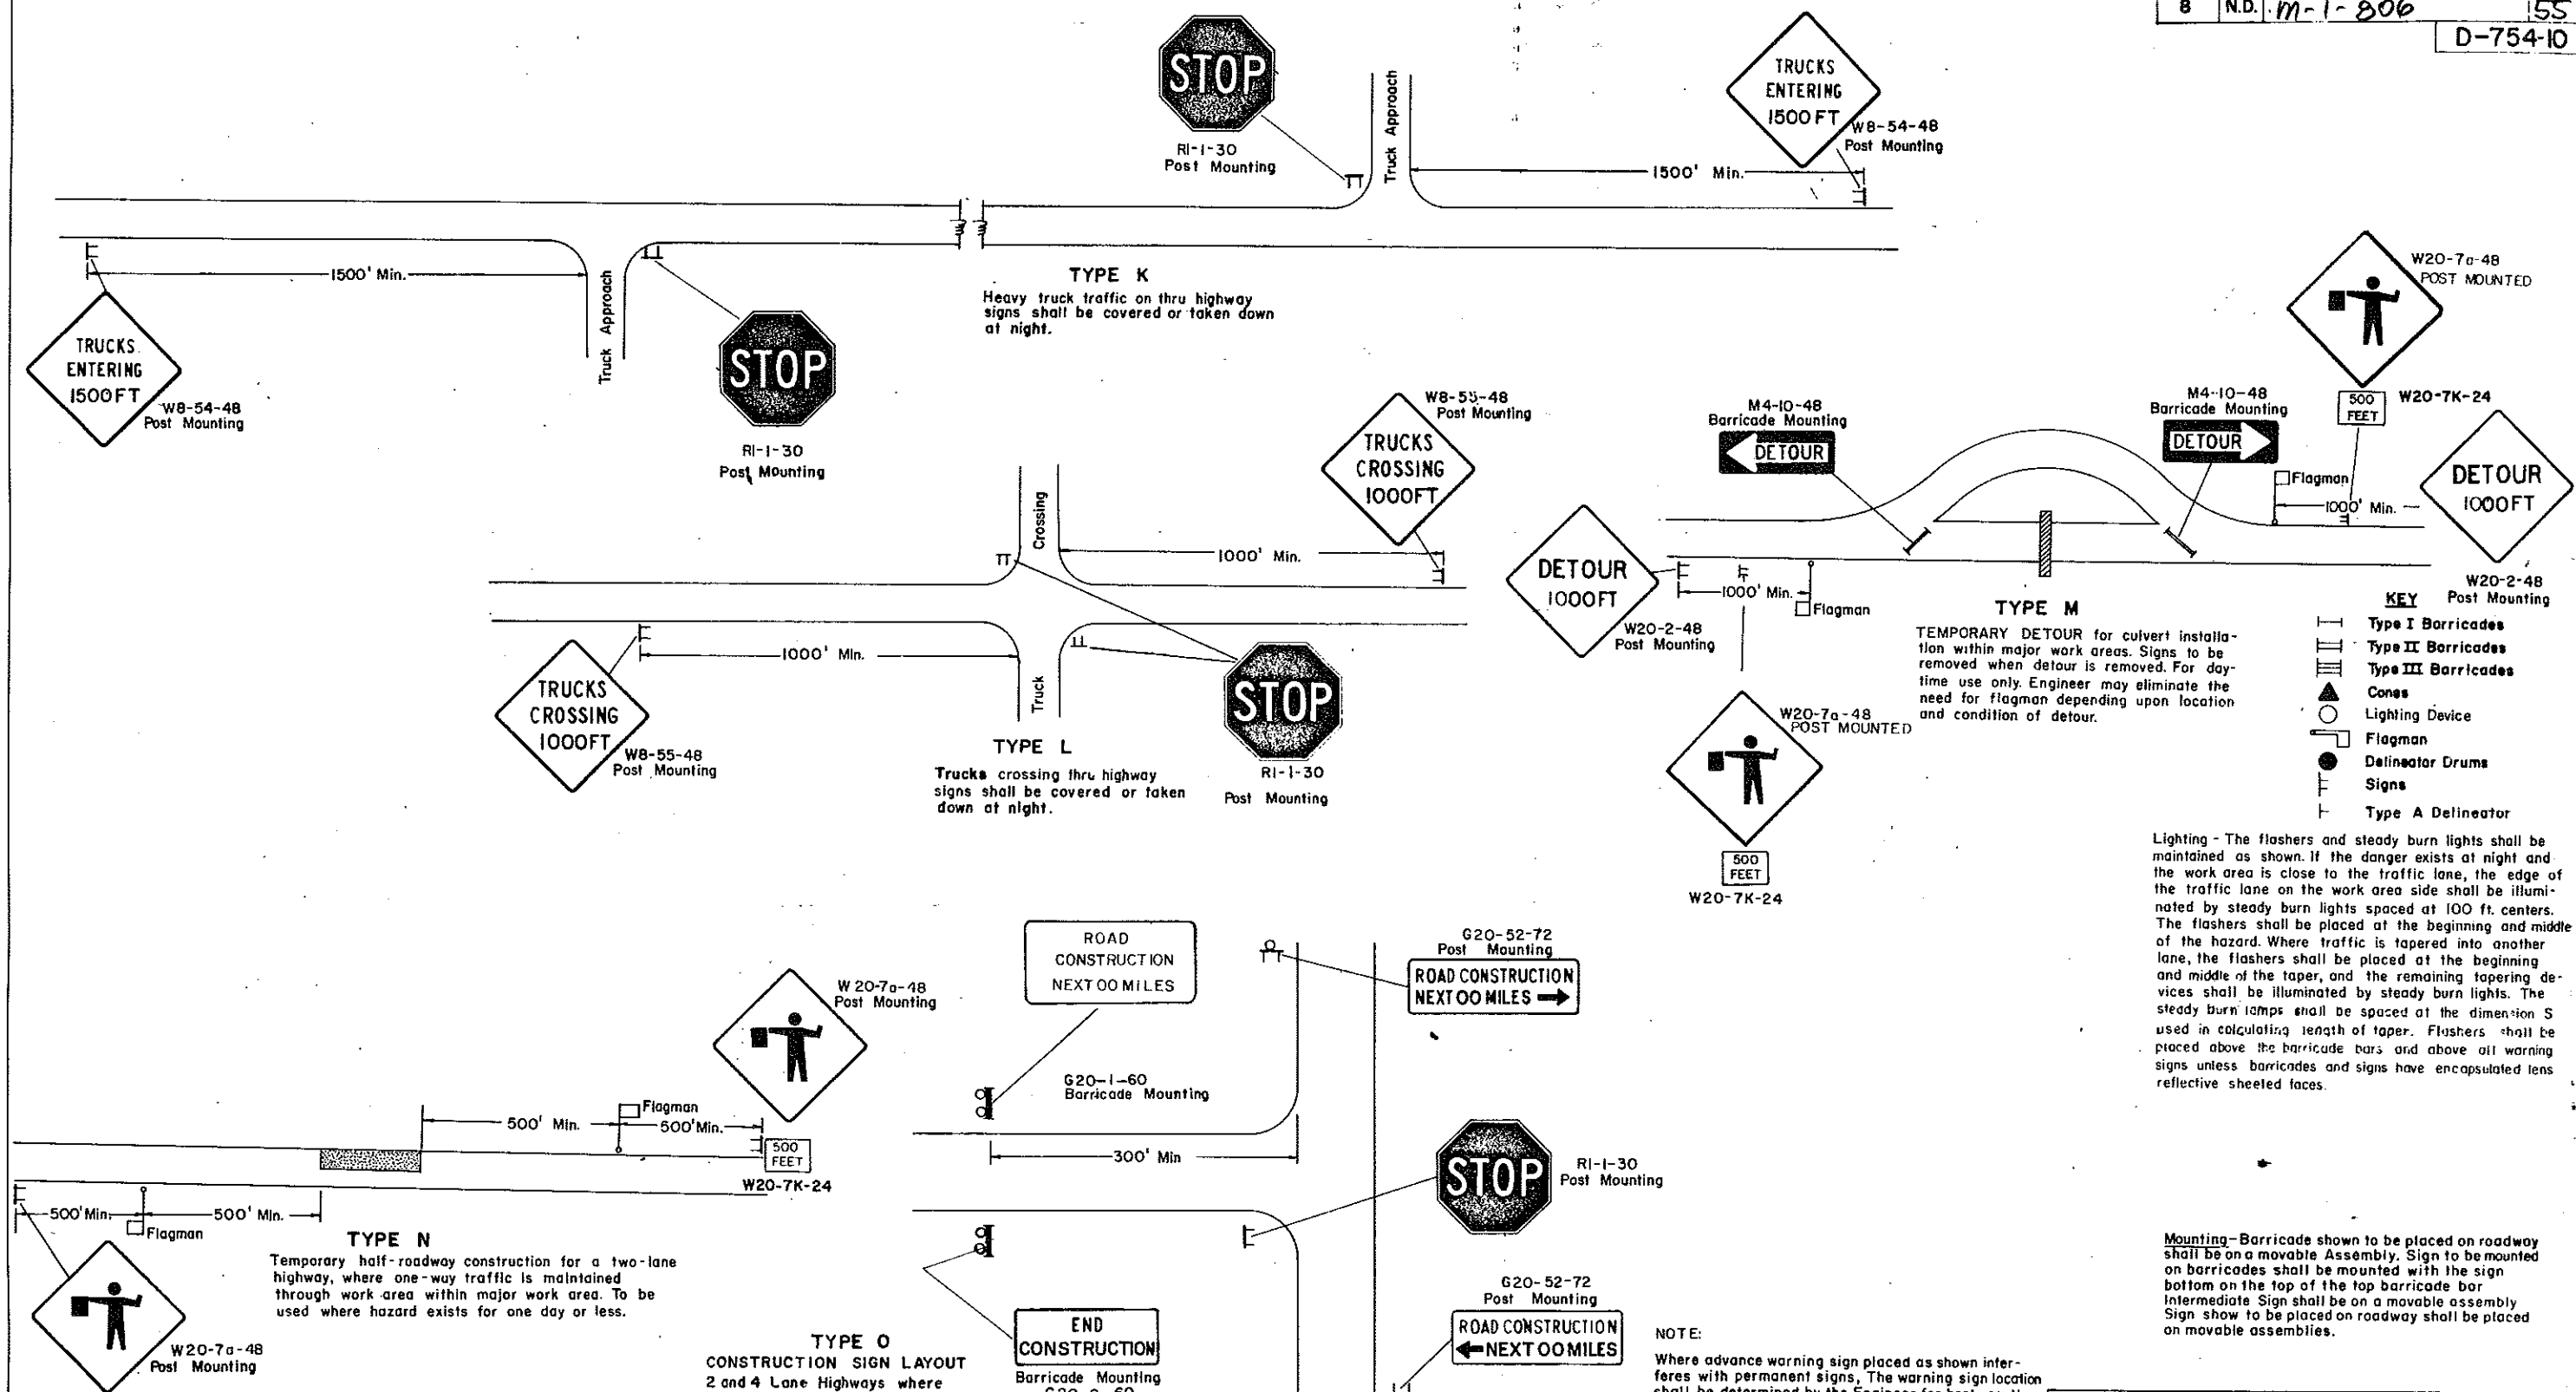 8 N.D. M-1-806 55
D-754-10
STOP
R1-1-30
Post Mounting
Truck Approach
TRUCKS
ENTERING
1500 FT
W8-54-48
Post Mounting
1500' Min.
1500' Min.
Truck Approach
TRUCKS
ENTERING
1500 FT
W8-54-48
Post Mounting
STOP
R1-1-30
Post Mounting
TYPE K
Heavy truck traffic on thru highway
signs shall be covered or taken down
at night.
W8-55-48
Post Mounting
TRUCKS
CROSSING
1000FT
Crossing
1000' Min.
1000' Min.
Truck
TRUCKS
CROSSING
1000FT
W8-55-48
Post Mounting
STOP
R1-1-30
Post Mounting
TYPE L
Trucks crossing thru highway
signs shall be covered or taken
down at night.
W20-7a-48
POST MOUNTED
500
FEET
W20-7K-24
M4-10-48
Barricade Mounting
DETOUR
M4-10-48
Barricade Mounting
DETOUR
Flagman
1000' Min.
DETOUR
1000 FT
W20-2-48
Post Mounting
DETOUR
1000 FT
W20-2-48
Post Mounting
1000' Min.
Flagman
TYPE M
TEMPORARY DETOUR for culvert installa-
tion within major work areas. Signs to be
removed when detour is removed. For day-
time use only. Engineer may eliminate the
need for flagman depending upon location
and condition of detour.
W20-7a-48
POST MOUNTED
500
FEET
W20-7K-24
KEY
Type I Barricades
Type II Barricades
Type III Barricades
Cones
Lighting Device
Flagman
Delineator Drums
Signs
Type A Delineator
Lighting - The flashers and steady burn lights shall be
maintained as shown. If the danger exists at night and
the work area is close to the traffic lane, the edge of
the traffic lane on the work area side shall be illumi-
nated by steady burn lights spaced at 100 ft. centers.
The flashers shall be placed at the beginning and middle
of the hazard. Where traffic is tapered into another
lane, the flashers shall be placed at the beginning
and middle of the taper, and the remaining tapering de-
vices shall be illuminated by steady burn lights. The
steady burn lamps shall be spaced at the dimension S
used in calculating length of taper. Flashers shall be
placed above the barricade bars and above all warning
signs unless barricades and signs have encapsulated lens
reflective sheeted faces.
W20-7a-48
Post Mounting
Flagman
500' Min.
500' Min.
500
FEET
W20-7K-24
500' Min.
500' Min.
Flagman
W20-7a-48
Post Mounting
TYPE N
Temporary half-roadway construction for a two-lane
highway, where one-way traffic is maintained
through work area within major work area. To be
used where hazard exists for one day or less.
ROAD
CONSTRUCTION
NEXT 00 MILES
G20-1-60
Barricade Mounting
G20-52-72
Post Mounting
ROAD CONSTRUCTION
NEXT 00 MILES
300' Min
STOP
R1-1-30
Post Mounting
TYPE O
CONSTRUCTION SIGN LAYOUT
2 and 4 Lane Highways where
END
CONSTRUCTION
Barricade Mounting
G20-52-72
Post Mounting
ROAD CONSTRUCTION
NEXT 00 MILES
NOTE:
Where advance warning sign placed as shown inter-
feres with permanent signs, The warning sign location
shall be determined by the Engineer for
Mounting-Barricade shown to be placed on roadway
shall be on a movable Assembly. Sign to be mounted
on barricades shall be mounted with the sign
bottom on the top of the top barricade bar
Intermediate Sign shall be on a movable assembly
Sign show to be placed on roadway shall be placed
on movable assemblies.